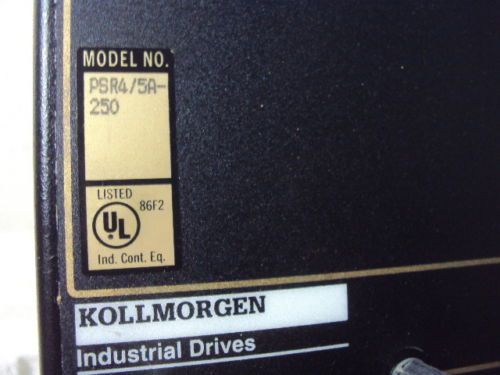 MODEL NO.
PSR4/5A-
250
LISTED
86F2
UL
Ind. Cont. Eq.
KOLLMORGEN
Industrial Drives